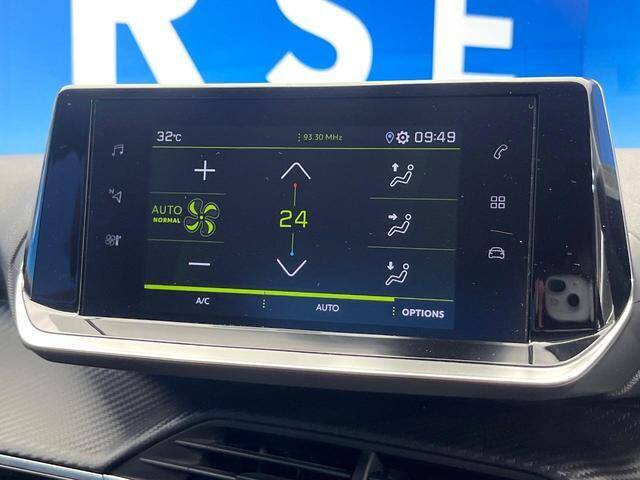 RSE
32°C
93.30 MHz
09:49
N
AUTO
NORMAL
24
A/C
AUTO
OPTIONS